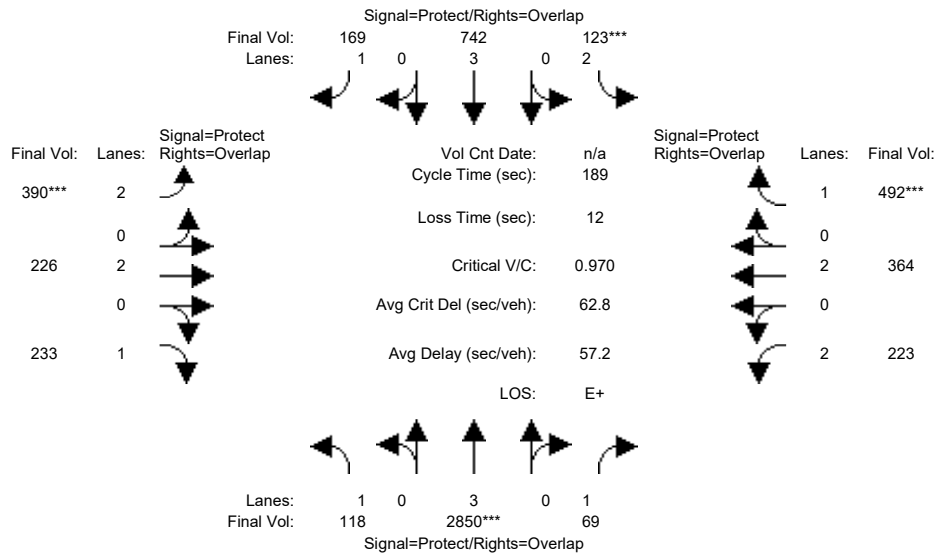 Signal=Protect/Rights=Overlap
Final Vol: 169 742 123***
Lanes: 1 0 3 0 2
Signal=Protect
Final Vol: Lanes: Rights=Overlap
Vol Cnt Date: n/a
Signal=Protect
Rights=Overlap Lanes: Final Vol:
Cycle Time (sec): 189
390*** 2
1 492***
Loss Time (sec): 12
0
0
226 2
Critical V/C: 0.970
2 364
0
Avg Crit Del (sec/veh): 62.8
0
233 1
Avg Delay (sec/veh): 57.2
2 223
LOS: E+
Lanes: 1 0 3 0 1
Final Vol: 118 2850*** 69
Signal=Protect/Rights=Overlap